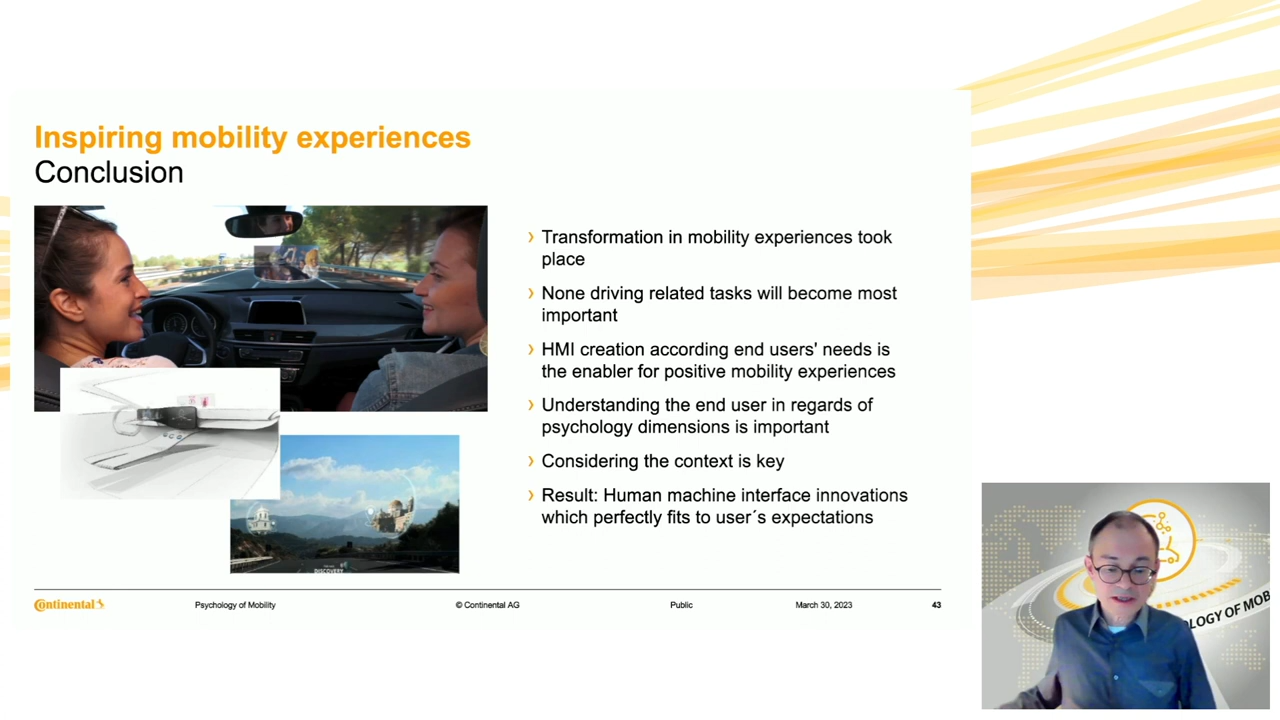 Inspiring mobility experiences
Conclusion
› Transformation in mobility experiences took
place
› None driving related tasks will become most
important
› HMI creation according end users' needs is
the enabler for positive mobility experiences
› Understanding the end user in regards of
psychology dimensions is important
› Considering the context is key
› Result: Human machine interface innovations
which perfectly fits to user´s expectations
DISCOVERY
Continental
Psychology of Mobility
© Continental AG
Public
March 30, 2023
43
OLOGY OF MOB